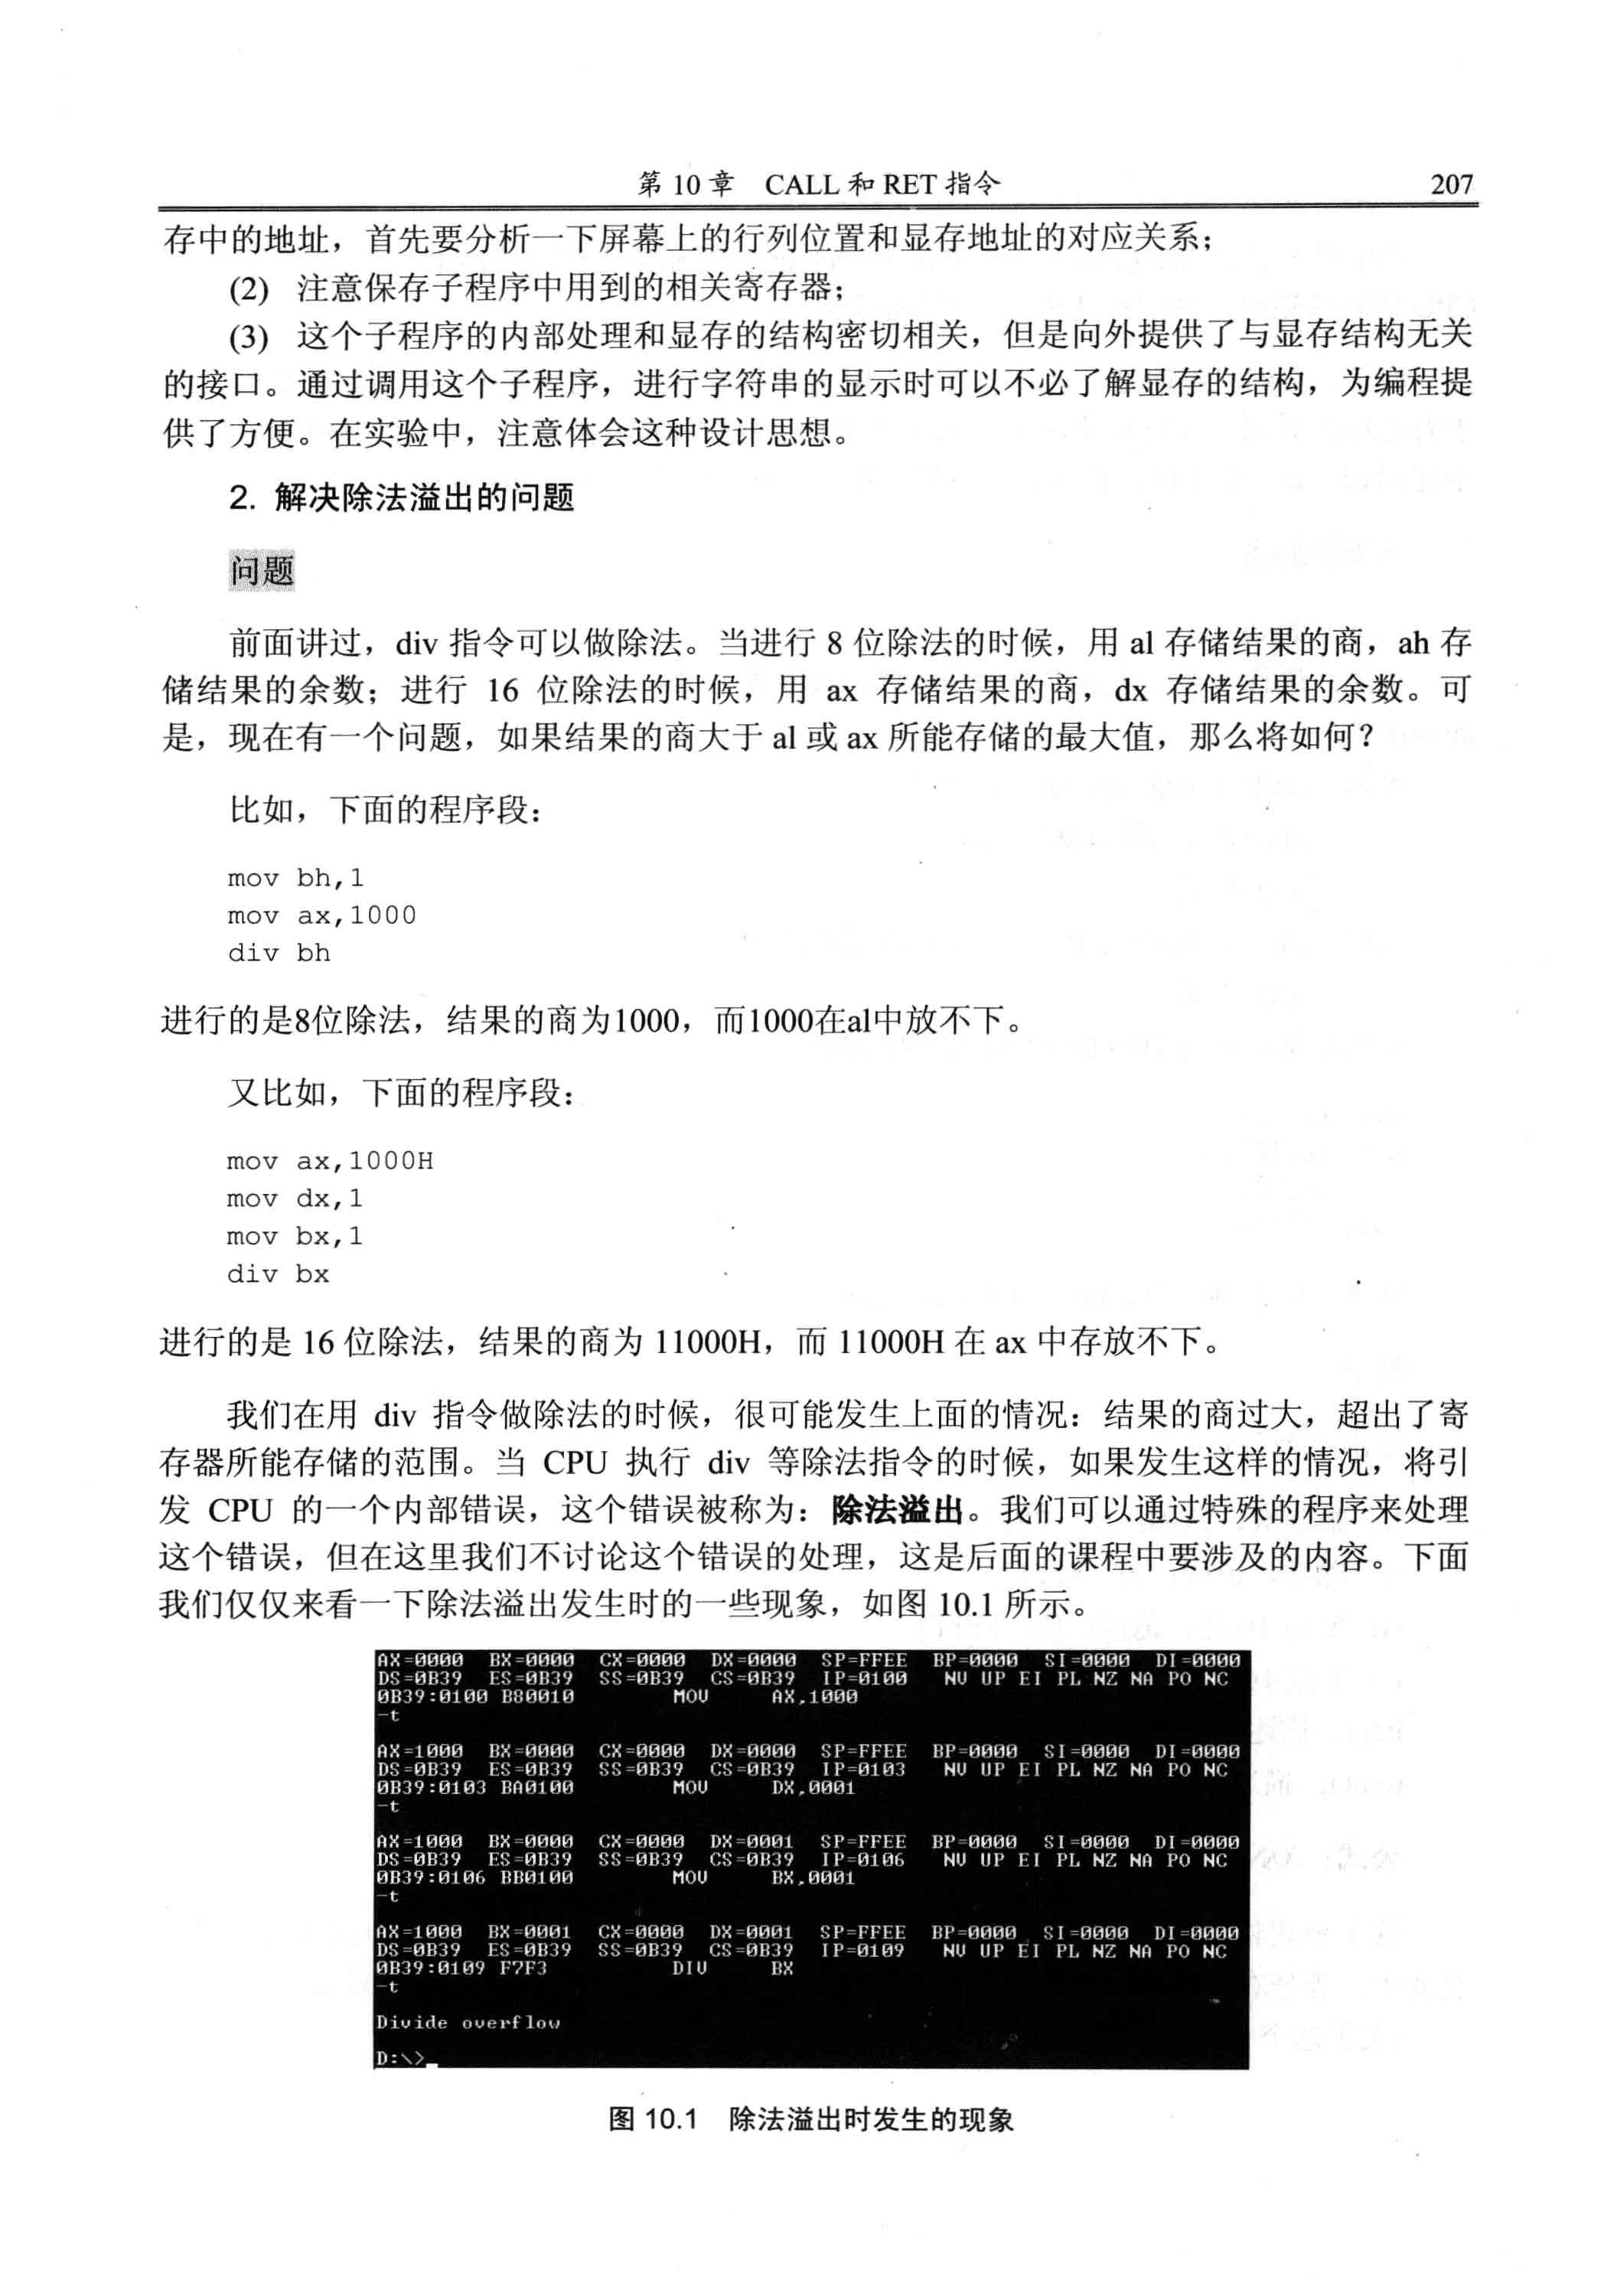 第 10 章 CALL 和 RET 指令 207
存中的地址，首先要分析一下屏幕上的行列位置和显存地址的对应关系；
(2) 注意保存子程序中用到的相关寄存器；
(3) 这个子程序的内部处理和显存的结构密切相关，但是向外提供了与显存结构无关
的接口。通过调用这个子程序，进行字符串的显示时可以不必了解显存的结构，为编程提
供了方便。在实验中，注意体会这种设计思想。
2. 解决除法溢出的问题
问题
前面讲过，div 指令可以做除法。当进行 8 位除法的时候，用 al 存储结果的商，ah 存
储结果的余数；进行 16 位除法的时候，用 ax 存储结果的商，dx 存储结果的余数。可
是，现在有一个问题，如果结果的商大于 al 或 ax 所能存储的最大值，那么将如何？
比如，下面的程序段：
mov bh,1
mov ax,1000
div bh
进行的是8位除法，结果的商为1000，而1000在al中放不下。
又比如，下面的程序段：
mov ax,1000H
mov dx,1
mov bx,1
div bx
进行的是 16 位除法，结果的商为 11000H，而 11000H 在 ax 中存放不下。
我们在用 div 指令做除法的时候，很可能发生上面的情况：结果的商过大，超出了寄
存器所能存储的范围。当 CPU 执行 div 等除法指令的时候，如果发生这样的情况，将引
发 CPU 的一个内部错误，这个错误被称为：除法溢出。我们可以通过特殊的程序来处理
这个错误，但在这里我们不讨论这个错误的处理，这是后面的课程中要涉及的内容。下面
我们仅仅来看一下除法溢出发生时的一些现象，如图 10.1 所示。
AX=0000 BX=0000 CX=0000 DX=0000 SP=FFEE BP=0000 SI=0000 DI=0000
DS=0B39 ES=0B39 SS=0B39 CS=0B39 IP=0100 NV UP EI PL NZ NA PO NC
0B39:0100 B80010 MOV AX,1000
-t
AX=1000 BX=0000 CX=0000 DX=0000 SP=FFEE BP=0000 SI=0000 DI=0000
DS=0B39 ES=0B39 SS=0B39 CS=0B39 IP=0103 NV UP EI PL NZ NA PO NC
0B39:0103 BA0100 MOV DX,0001
-t
AX=1000 BX=0000 CX=0000 DX=0001 SP=FFEE BP=0000 SI=0000 DI=0000
DS=0B39 ES=0B39 SS=0B39 CS=0B39 IP=0106 NV UP EI PL NZ NA PO NC
0B39:0106 BB0100 MOV BX,0001
-t
AX=1000 BX=0001 CX=0000 DX=0001 SP=FFEE BP=0000 SI=0000 DI=0000
DS=0B39 ES=0B39 SS=0B39 CS=0B39 IP=0109 NV UP EI PL NZ NA PO NC
0B39:0109 F7F3 DIV BX
-t
Divide overflow
D:\>_
图 10.1 除法溢出时发生的现象